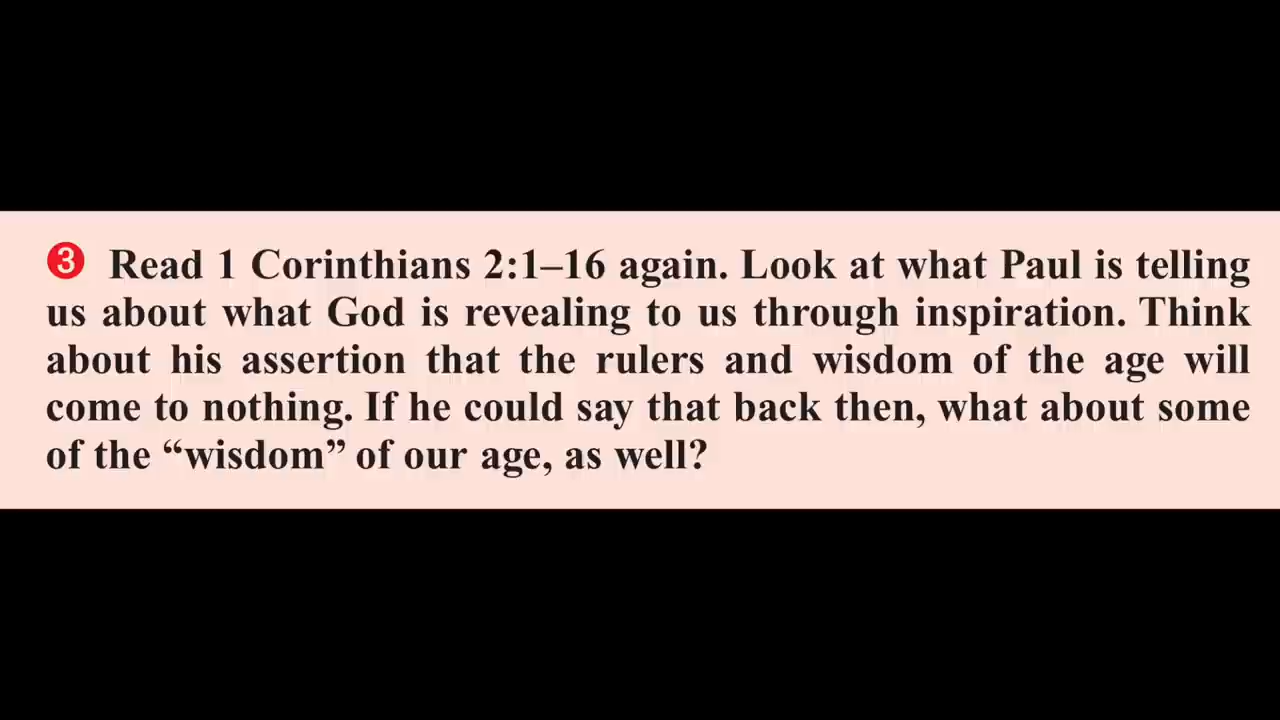 3 Read 1 Corinthians 2:1–16 again. Look at what Paul is telling
us about what God is revealing to us through inspiration. Think
about his assertion that the rulers and wisdom of the age will
come to nothing. If he could say that back then, what about some
of the “wisdom” of our age, as well?